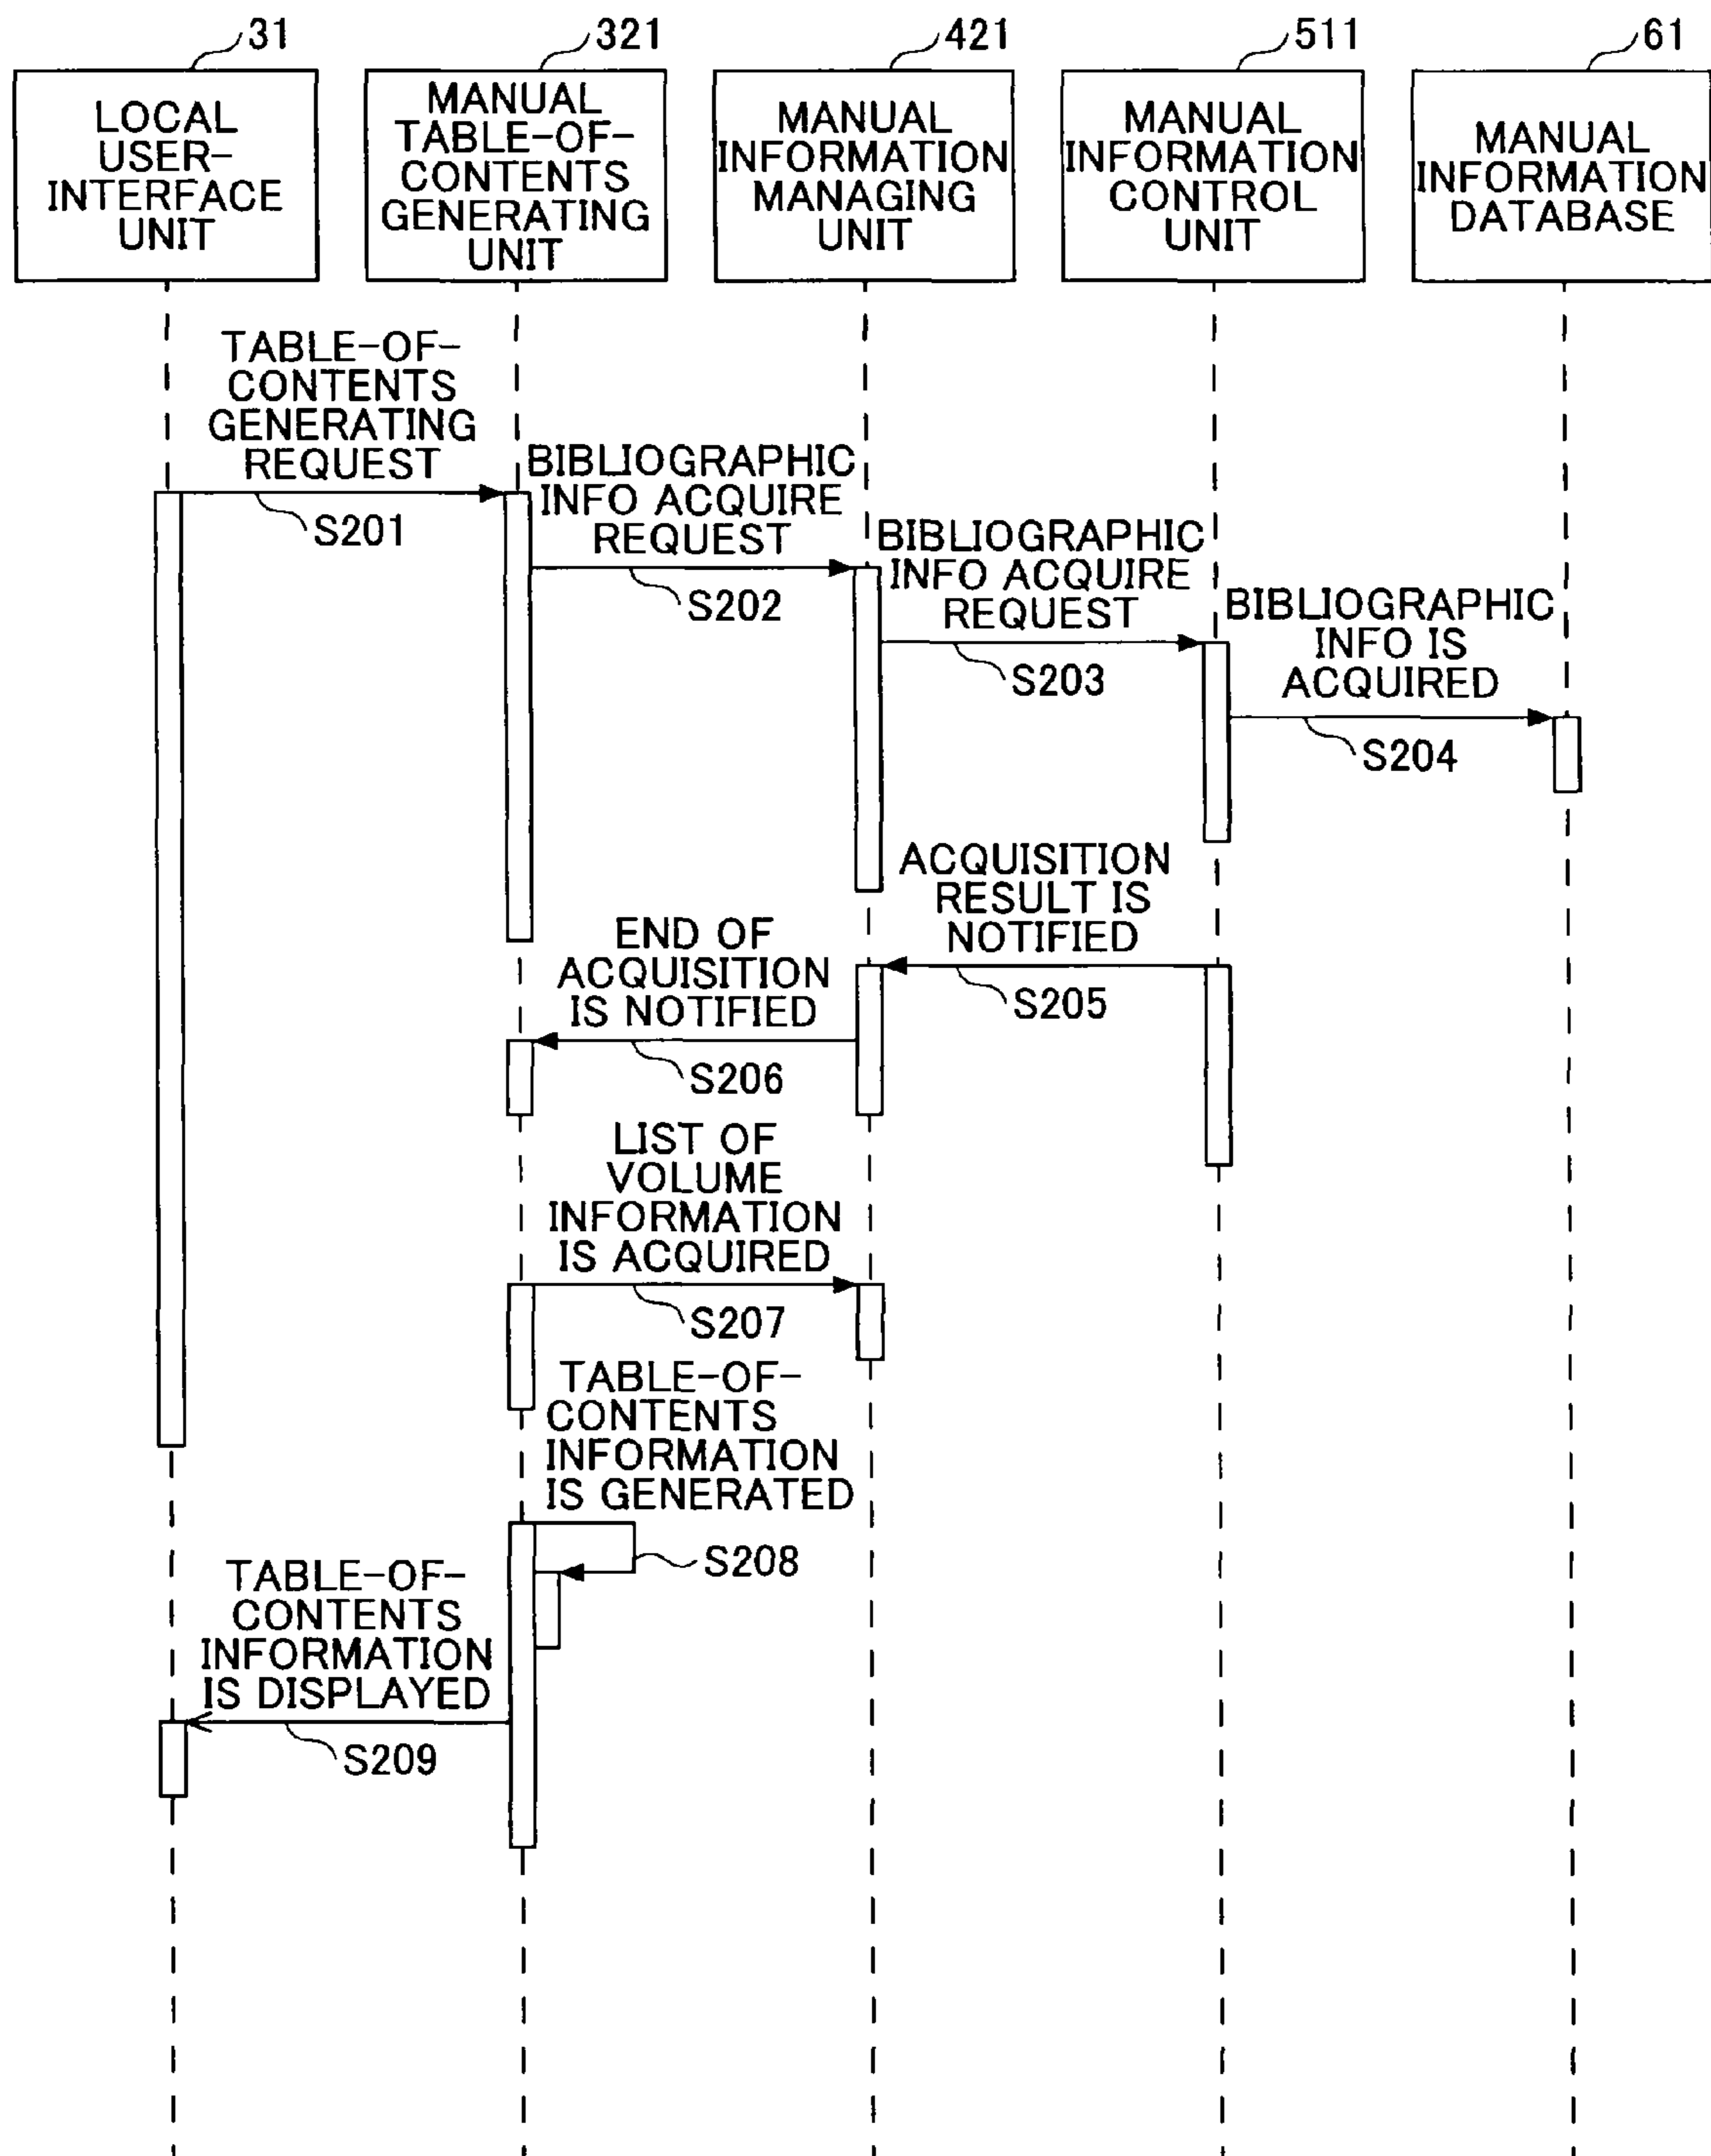 31
321
421
511
61
LOCAL
USER-
INTERFACE
UNIT
MANUAL
TABLE-OF-
CONTENTS
GENERATING
UNIT
MANUAL
INFORMATION
MANAGING
UNIT
MANUAL
INFORMATION
CONTROL
UNIT
MANUAL
INFORMATION
DATABASE
TABLE-OF-
CONTENTS
GENERATING
REQUEST
S201
BIBLIOGRAPHIC
INFO ACQUIRE
REQUEST
S202
BIBLIOGRAPHIC
INFO ACQUIRE
REQUEST
S203
BIBLIOGRAPHIC
INFO IS
ACQUIRED
S204
ACQUISITION
RESULT IS
NOTIFIED
S205
END OF
ACQUISITION
IS NOTIFIED
S206
LIST OF
VOLUME
INFORMATION
IS ACQUIRED
S207
TABLE-OF-
CONTENTS
INFORMATION
IS GENERATED
S208
TABLE-OF-
CONTENTS
INFORMATION
IS DISPLAYED
S209